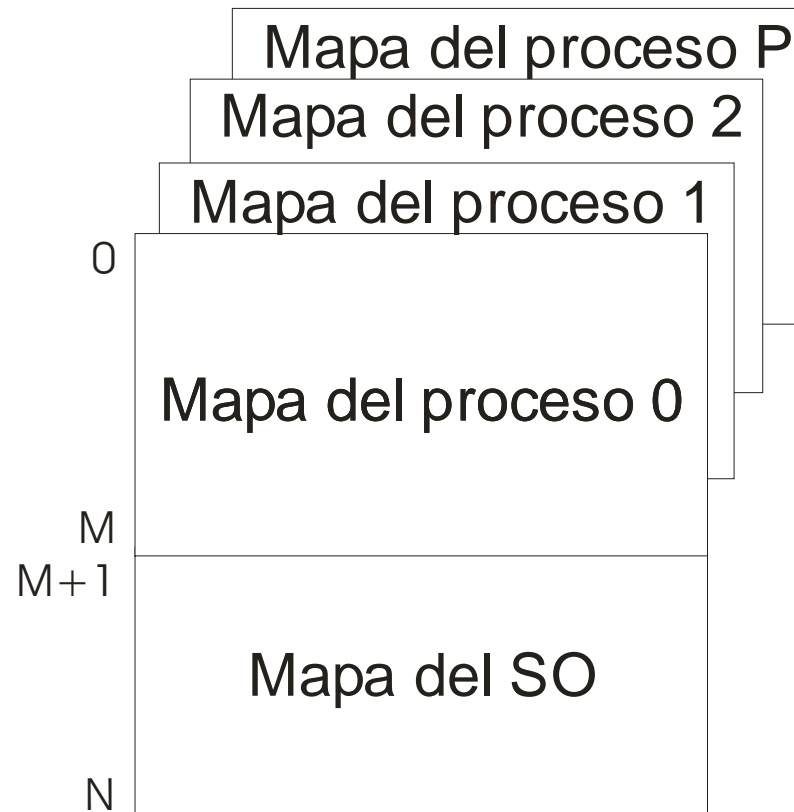 Mapa del proceso P
Mapa del proceso 2
Mapa del proceso 1
0
Mapa del proceso 0
M
M+1
Mapa del SO
N